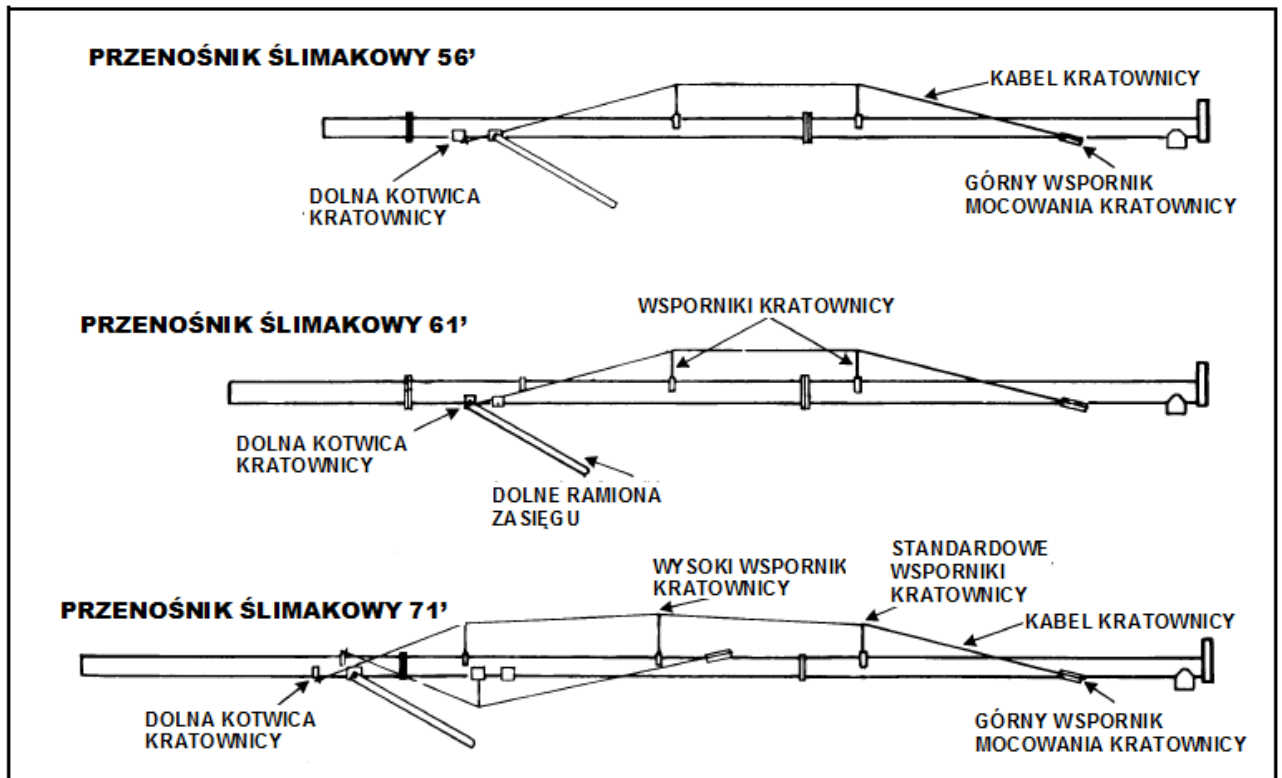 PRZENOŚNIK ŚLIMAKOWY 56’
KABEL KRATOWNICY
DOLNA KOTWICA
KRATOWNICY
GÓRNY WSPORNIK
MOCOWANIA KRATOWNICY
PRZENOŚNIK ŚLIMAKOWY 61’
WSPORNIKI KRATOWNICY
DOLNA KOTWICA
KRATOWNICY
DOLNE RAMIONA
ZASIĘGU
PRZENOŚNIK ŚLIMAKOWY 71’
WYSOKI WSPORNIK
KRATOWNICY
STANDARDOWE
WSPORNIKI
KRATOWNICY
KABEL KRATOWNICY
DOLNA KOTWICA
KRATOWNICY
GÓRNY WSPORNIK
MOCOWANIA KRATOWNICY